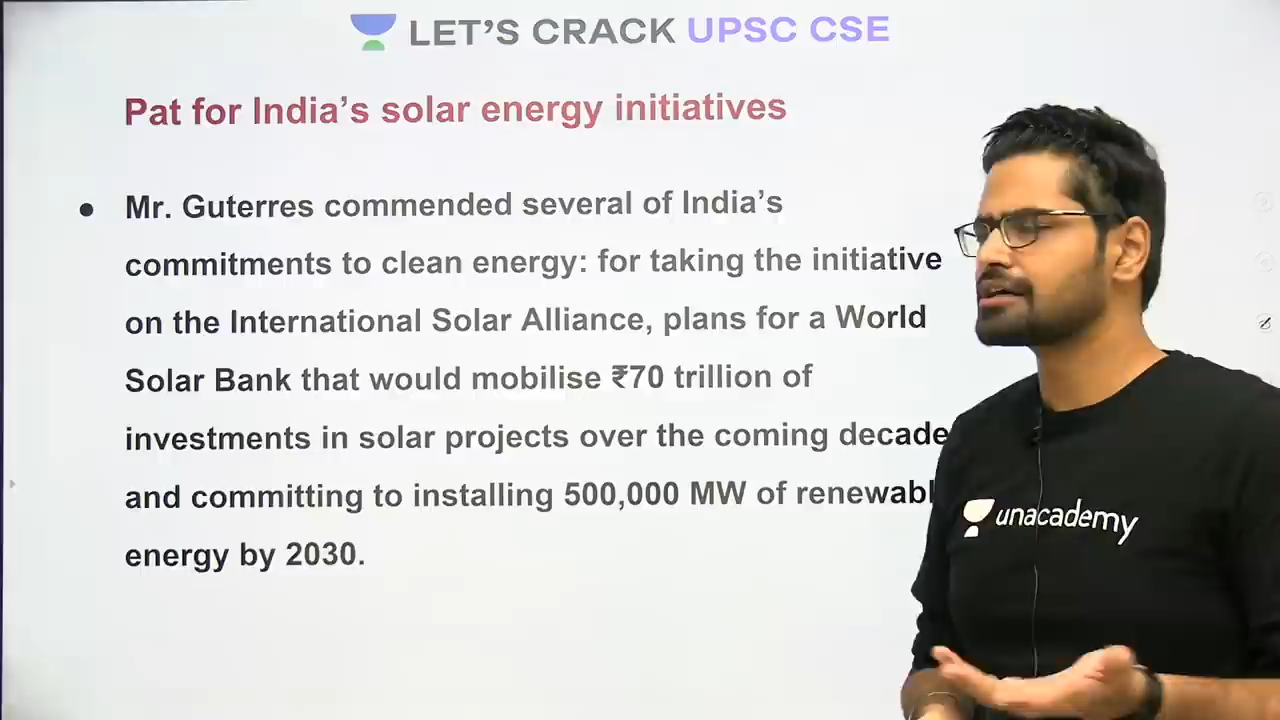 LET'S CRACK UPSC CSE
Pat for India's solar energy initiatives
● Mr. Guterres commended several of India's
commitments to clean energy: for taking the initiative
on the International Solar Alliance, plans for a World
Solar Bank that would mobilise ₹70 trillion of
investments in solar projects over the coming decade
and committing to installing 500,000 MW of renewabl
energy by 2030.
unacademy